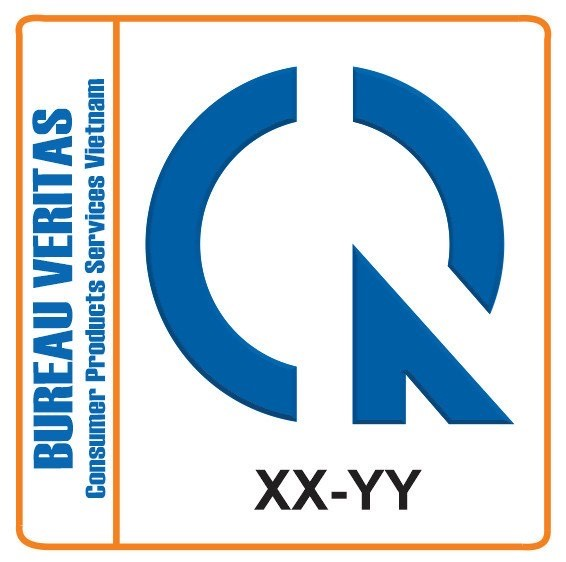 BUREAU VERITAS
Consumer Products Services Vietnam
XX-YY